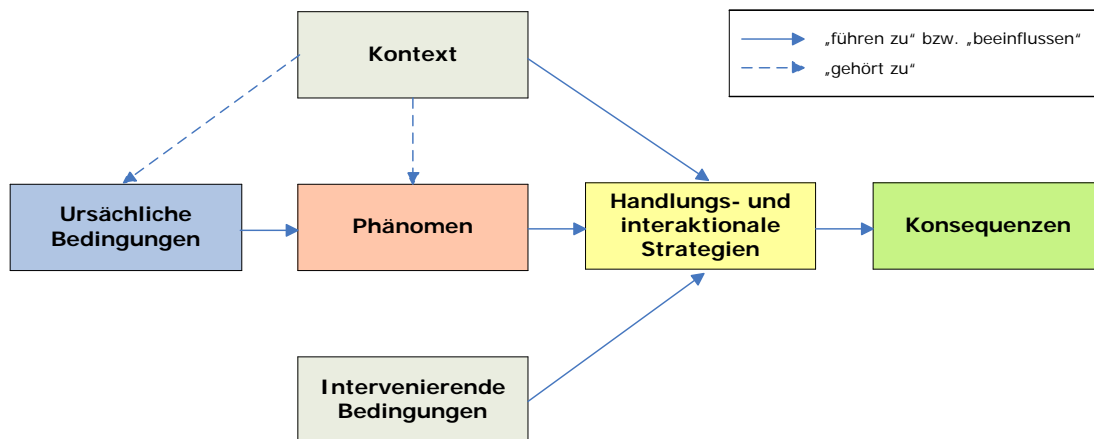 Kontext
„führen zu“ bzw. „beeinflussen“
„gehört zu“
Ursächliche
Bedingungen
Phänomen
Handlungs- und
interaktionale
Strategien
Konsequenzen
Intervenierende
Bedingungen